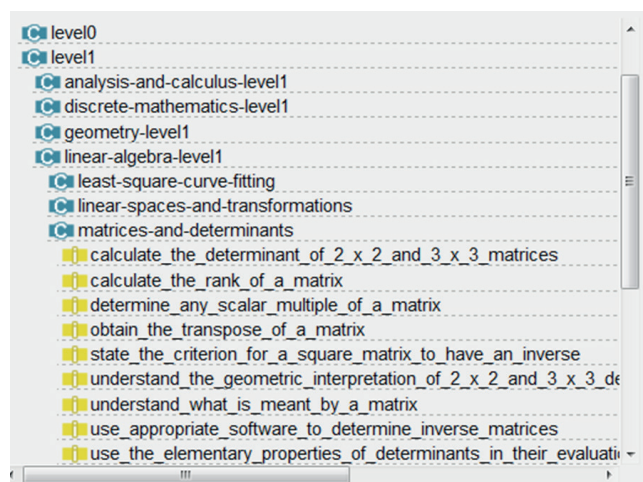 level0
level1
analysis-and-calculus-level1
discrete-mathematics-level1
geometry-level1
linear-algebra-level1
least-square-curve-fitting
linear-spaces-and-transformations
matrices-and-determinants
calculate_the_determinant_of_2_x_2_and_3_x_3_matrices
calculate_the_rank_of_a_matrix
determine_any_scalar_multiple_of_a_matrix
obtain_the_transpose_of_a_matrix
state_the_criterion_for_a_square_matrix_to_have_an_inverse
understand_the_geometric_interpretation_of_2_x_2_and_3_x_3_de
understand_what_is_meant_by_a_matrix
use_appropriate_software_to_determine_inverse_matrices
use_the_elementary_properties_of_determinants_in_their_evaluati